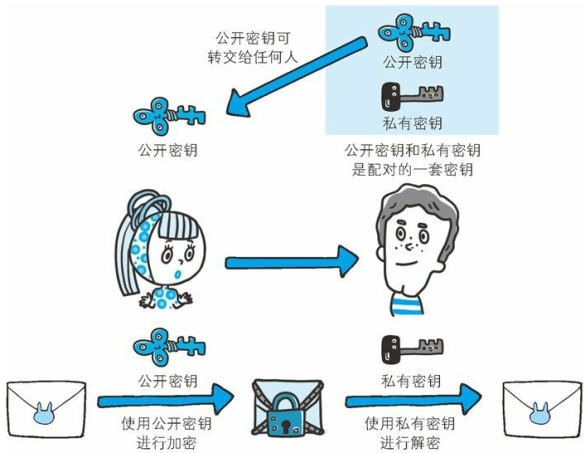 公开密钥可
转交给任何人
公开密钥
私有密钥
公开密钥
公开密钥和私有密钥
是配对的一套密钥
公开密钥
私有密钥
使用公开密钥
进行加密
使用私有密钥
进行解密